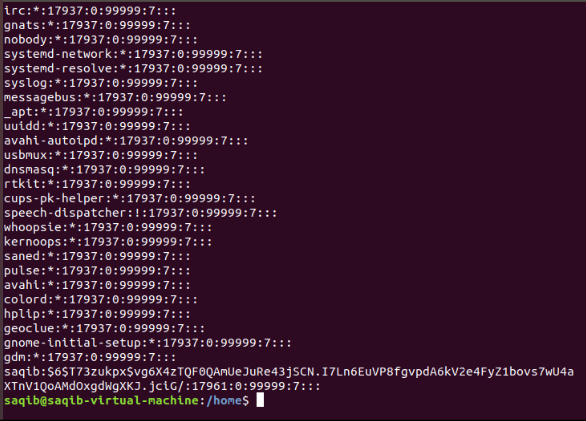 irc:*:17937:0:99999:7:::
gnats:*:17937:0:99999:7:::
nobody:*:17937:0:99999:7:::
systemd-network:*:17937:0:99999:7:::
systemd-resolve:*:17937:0:99999:7:::
syslog:*:17937:0:99999:7:::
messagebus:*:17937:0:99999:7:::
_apt:*:17937:0:99999:7:::
uuidd:*:17937:0:99999:7:::
avahi-autoipd:*:17937:0:99999:7:::
usbmux:*:17937:0:99999:7:::
dnsmasq:*:17937:0:99999:7:::
rtkit:*:17937:0:99999:7:::
cups-pk-helper:*:17937:0:99999:7:::
speech-dispatcher:!:17937:0:99999:7:::
whoopsie:*:17937:0:99999:7:::
kernoops:*:17937:0:99999:7:::
saned:*:17937:0:99999:7:::
pulse:*:17937:0:99999:7:::
avahi:*:17937:0:99999:7:::
colord:*:17937:0:99999:7:::
hplip:*:17937:0:99999:7:::
geoclue:*:17937:0:99999:7:::
gnome-initial-setup:*:17937:0:99999:7:::
gdm:*:17937:0:99999:7:::
saqib:$6$T73zukpx$vg6X4zTQF0QAmUeJuRe43jSCN.I7Ln6EuVP8fgvpdA6kV2e4FyZ1bovs7wU4a
XTnV1QoAMdOxgdWgXKJ.jciG/:17961:0:99999:7:::
saqib@saqib-virtual-machine:/home$